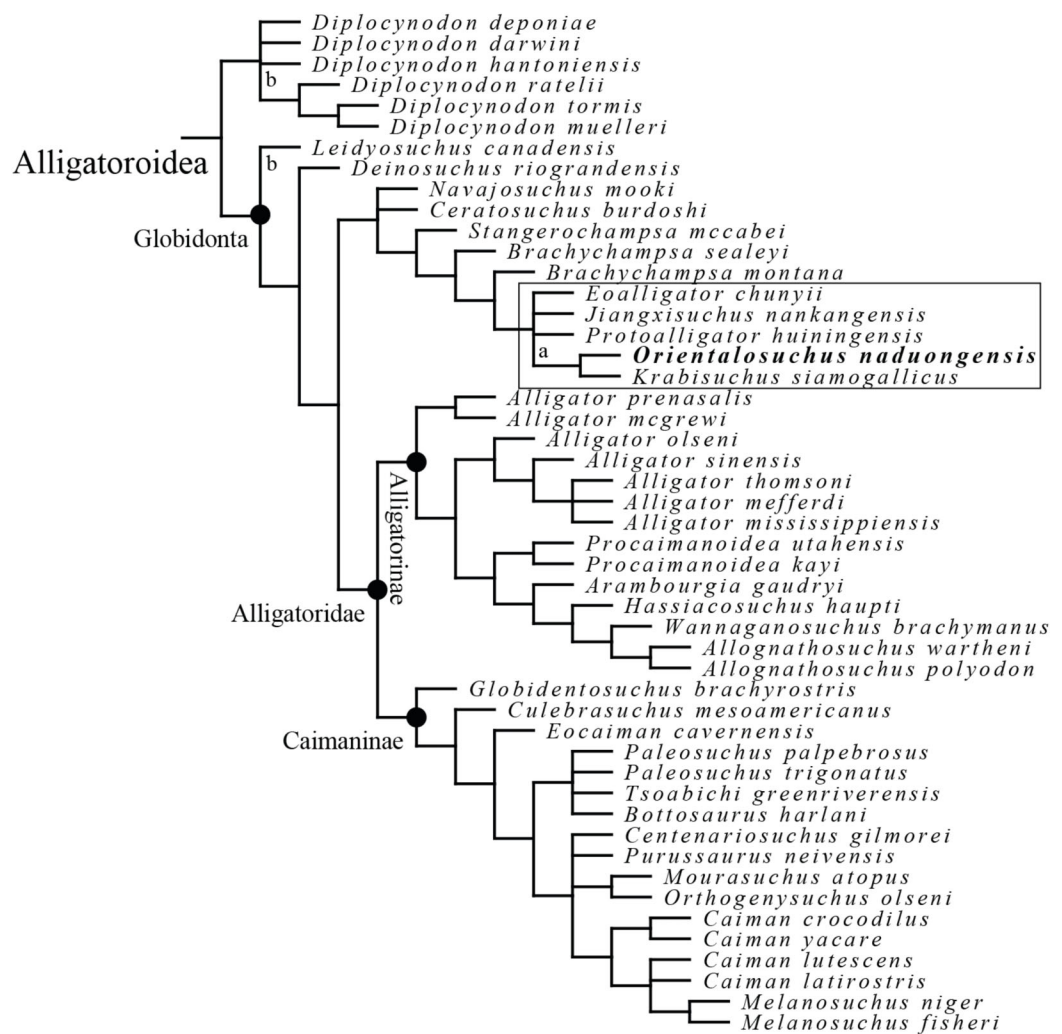 Diplocynodon deponiae
Diplocynodon darwini
Diplocynodon hantoniensis
b
Diplocynodon ratelii
Diplocynodon tormis
Diplocynodon muelleri
Alligatoroidea
Leidyosuchus canadensis
b
Deinosuchus riograndensis
Navajosuchus mooki
Ceratosuchus burdoshi
Globidonta
Stangerochampsa mccabei
Brachychampsa sealeyi
Brachychampsa montana
Eoalligator chunyii
Jiangxisuchus nankangensis
Protoalligator huiningensis
a
Orientalosuchus naduongensis
Krabisuchus siamogallicus
Alligator prenasalis
Alligator mcgrewi
Alligator olseni
Alligator sinensis
Alligator thomsoni
Alligator mefferdi
Alligator mississippiensis
Alligatorinae
Procaimanoidea utahensis
Procaimanoidea kayi
Arambourgia gaudryi
Hassiacosuchus haupti
Alligatoridae
Wannaganosuchus brachymanus
Allognathosuchus wartheni
Allognathosuchus polyodon
Globidentosuchus brachyrostris
Culebrasuchus mesoamericanus
Caimaninae
Eocaiman cavernensis
Paleosuchus palpebrosus
Paleosuchus trigonatus
Tsoabichi greenriverensis
Bottosaurus harlani
Centenariosuchus gilmorei
Purussaurus neivensis
Mourasuchus atopus
Orthogenysuchus olseni
Caiman crocodilus
Caiman yacare
Caiman lutescens
Caiman latirostris
Melanosuchus niger
Melanosuchus fisheri